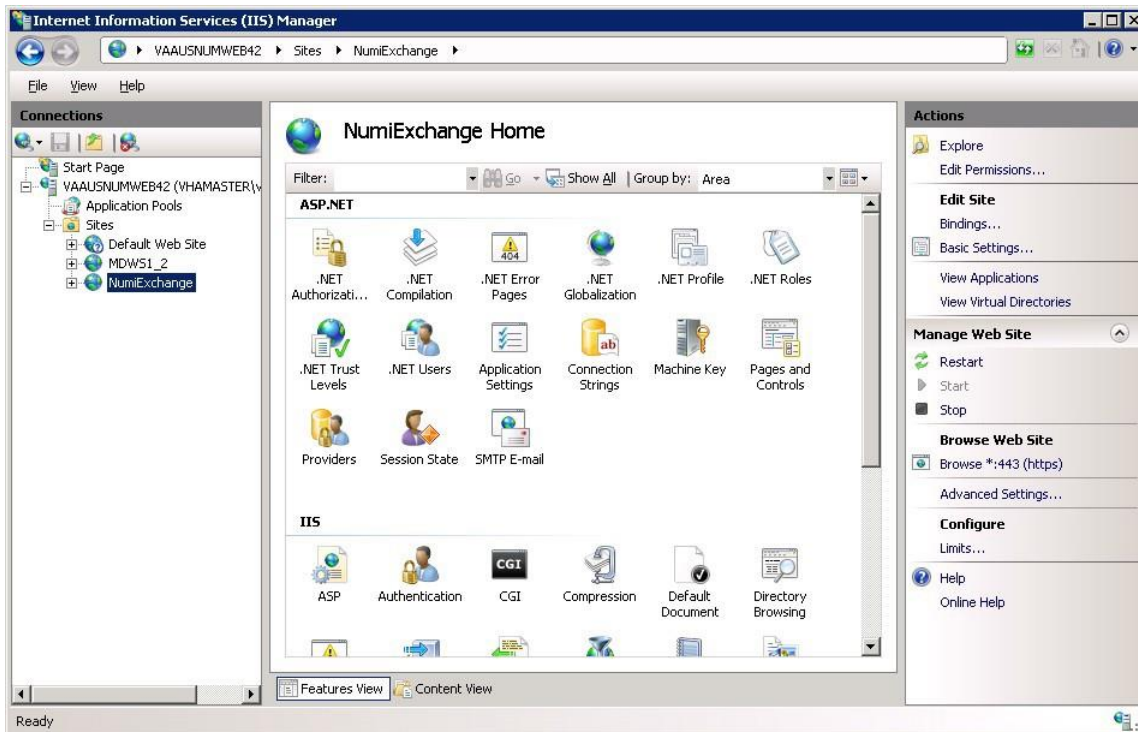 Internet Information Services (IIS) Manager
VAAUSNUMWEB42 Sites NumiExchange
File View Help
Connections
Start Page
VAAUSNUMWEB42 (VHAMASTER\v
Application Pools
Sites
Default Web Site
MDWS1_2
NumiExchange
NumiExchange Home
Filter: Go Show All Group by: Area
ASP.NET
.NET Authorizati...
.NET Compilation
404
.NET Error Pages
.NET Globalization
.NET Profile
.NET Roles
.NET Trust Levels
.NET Users
Application Settings
ab
Connection Strings
Machine Key
Pages and Controls
Providers
Session State
SMTP E-mail
IIS
ASP
Authentication
CGI
CGI
Compression
Default Document
Directory Browsing
Features View Content View
Actions
Explore
Edit Permissions...
Edit Site
Bindings...
Basic Settings...
View Applications
View Virtual Directories
Manage Web Site
Restart
Start
Stop
Browse Web Site
Browse *:443 (https)
Advanced Settings...
Configure
Limits...
Help
Online Help
Ready